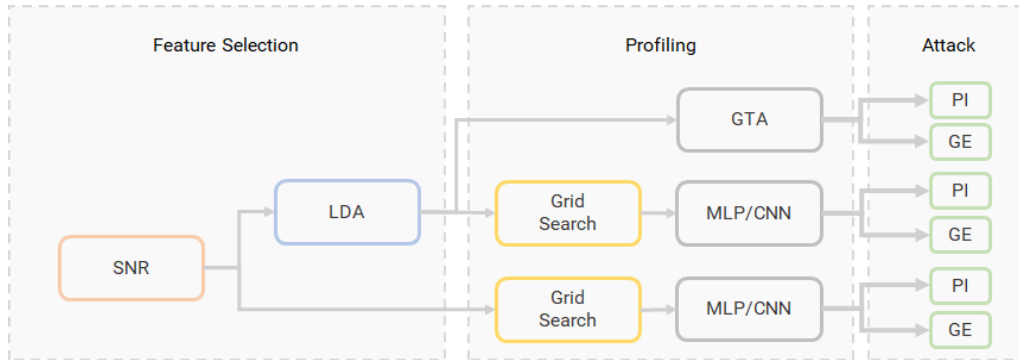 Feature Selection
Profiling
Attack
SNR
LDA
GTA
PI
GE
Grid
Search
MLP/CNN
PI
GE
Grid
Search
MLP/CNN
PI
GE